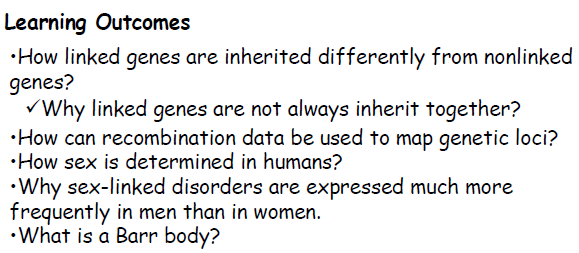 Learning Outcomes
•How linked genes are inherited differently from nonlinked
genes?
✓Why linked genes are not always inherit together?
•How can recombination data be used to map genetic loci?
•How sex is determined in humans?
•Why sex-linked disorders are expressed much more
frequently in men than in women.
•What is a Barr body?